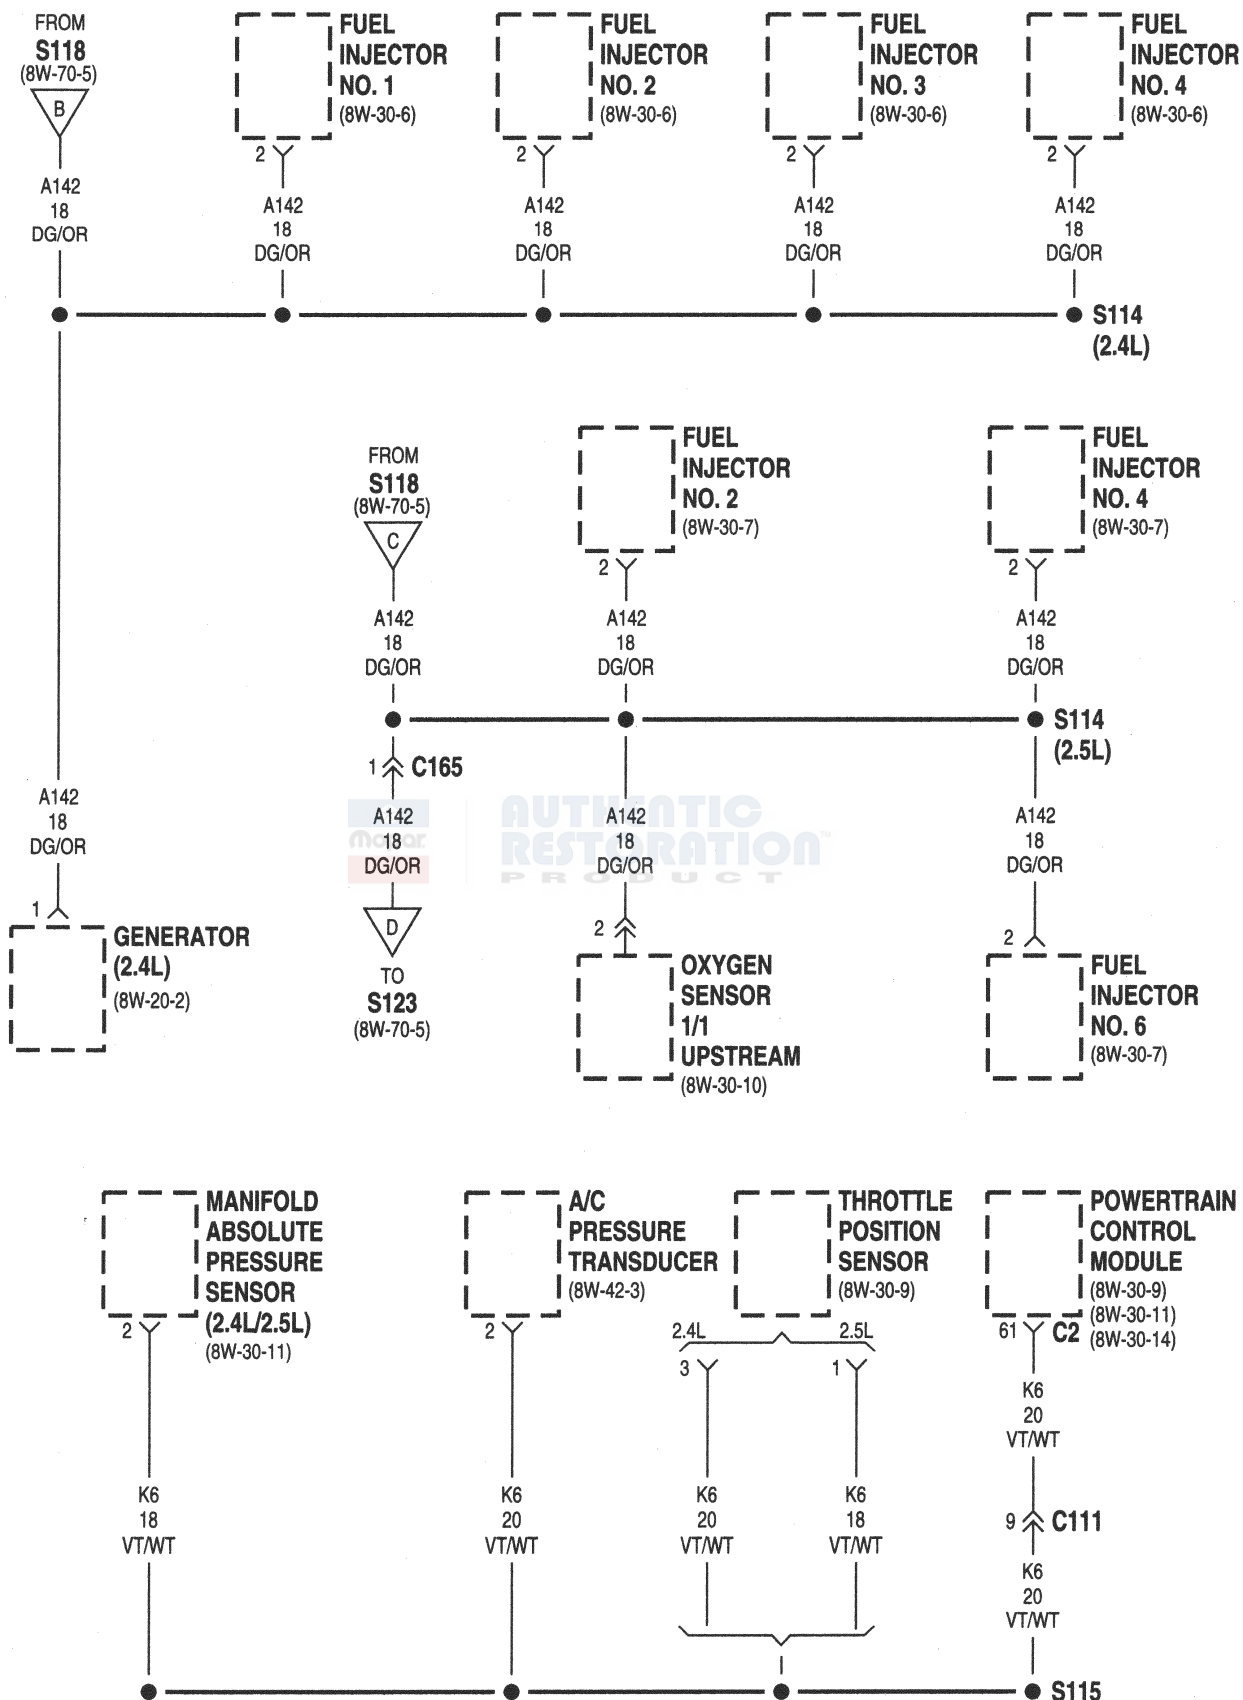 FROM
S118
(8W-70-5)
B
A142
18
DG/OR
FUEL
INJECTOR
NO. 1
(8W-30-6)
2
A142
18
DG/OR
FUEL
INJECTOR
NO. 2
(8W-30-6)
2
A142
18
DG/OR
FUEL
INJECTOR
NO. 3
(8W-30-6)
2
A142
18
DG/OR
FUEL
INJECTOR
NO. 4
(8W-30-6)
2
A142
18
DG/OR
S114
(2.4L)
A142
18
DG/OR
1
GENERATOR
(2.4L)
(8W-20-2)
FROM
S118
(8W-70-5)
C
A142
18
DG/OR
1
C165
A142
18
DG/OR
D
TO
S123
(8W-70-5)
FUEL
INJECTOR
NO. 2
(8W-30-7)
2
A142
18
DG/OR
A142
18
DG/OR
2
OXYGEN
SENSOR
1/1
UPSTREAM
(8W-30-10)
FUEL
INJECTOR
NO. 4
(8W-30-7)
2
A142
18
DG/OR
S114
(2.5L)
A142
18
DG/OR
2
FUEL
INJECTOR
NO. 6
(8W-30-7)
Mopar
AUTHENTIC
RESTORATION™
PRODUCT
MANIFOLD
ABSOLUTE
PRESSURE
SENSOR
(2.4L/2.5L)
(8W-30-11)
2
K6
18
VT/WT
A/C
PRESSURE
TRANSDUCER
(8W-42-3)
2
K6
20
VT/WT
THROTTLE
POSITION
SENSOR
(8W-30-9)
2.4L
2.5L
3
1
K6
20
VT/WT
K6
18
VT/WT
POWERTRAIN
CONTROL
MODULE
(8W-30-9)
(8W-30-11)
(8W-30-14)
61
C2
K6
20
VT/WT
9
C111
K6
20
VT/WT
S115